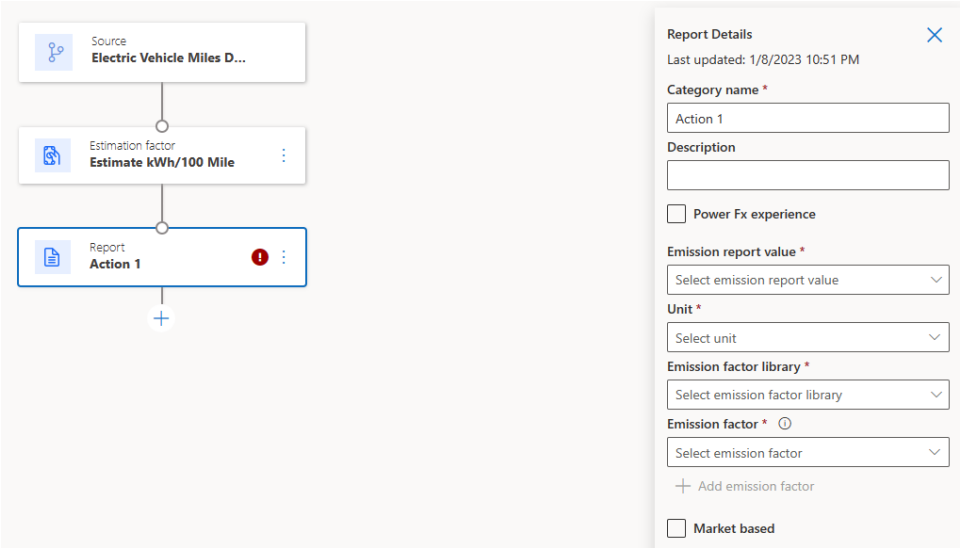 Source
Electric Vehicle Miles D...
Estimation factor
Estimate kWh/100 Mile
Report
Action 1
Report Details
Last updated: 1/8/2023 10:51 PM
Category name *
Action 1
Description
Power Fx experience
Emission report value *
Select emission report value
Unit *
Select unit
Emission factor library *
Select emission factor library
Emission factor *
Select emission factor
Add emission factor
Market based